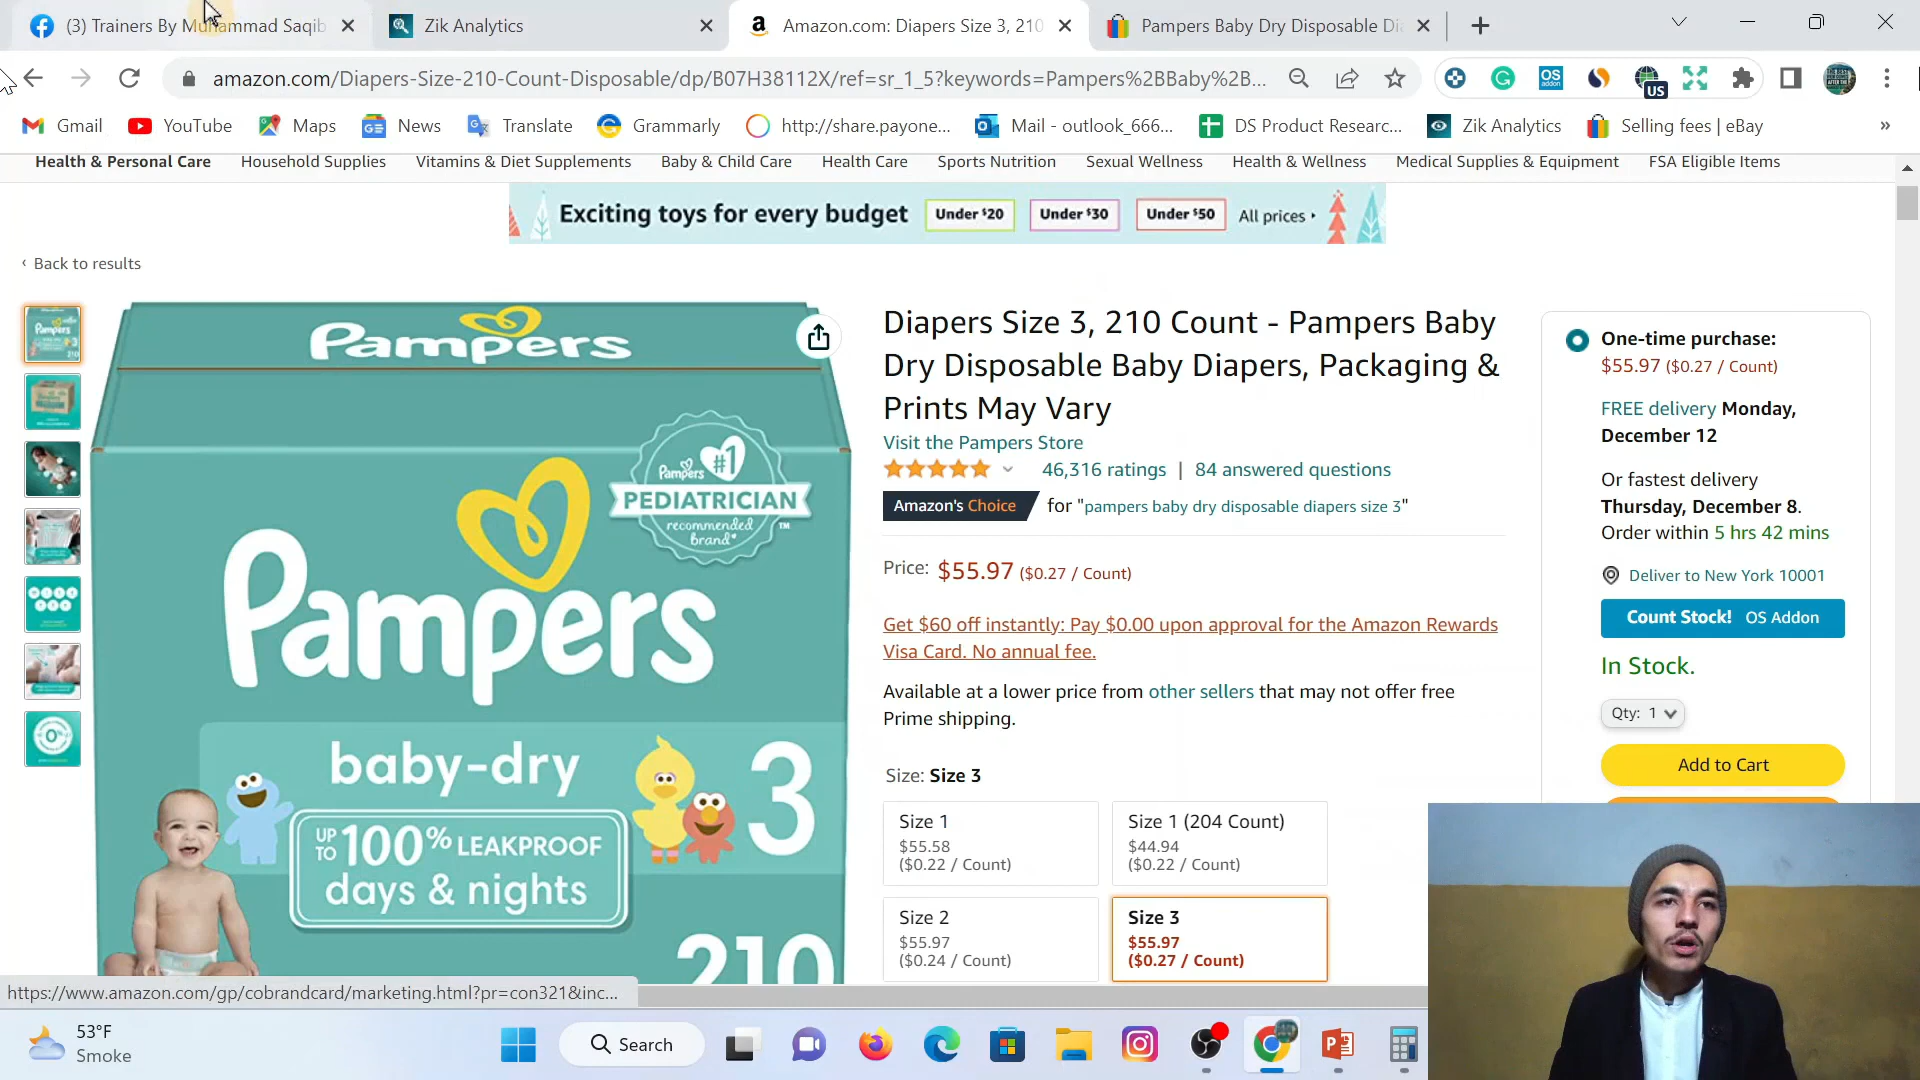 (3) Trainers By Muhammad Saqib
Zik Analytics
Amazon.com: Diapers Size 3, 210
Pampers Baby Dry Disposable Di
amazon.com/Diapers-Size-210-Count-Disposable/dp/B07H38112X/ref=sr_1_5?keywords=Pampers%2BBaby%2B...
OS
addon
US
Gmail
YouTube
Maps
News
Translate
Grammarly
http://share.payone...
Mail - outlook_666...
DS Product Researc...
Zik Analytics
Selling fees | eBay
»
Health & Personal Care
Household Supplies
Vitamins & Diet Supplements
Baby & Child Care
Health Care
Sports Nutrition
Sexual Wellness
Health & Wellness
Medical Supplies & Equipment
FSA Eligible Items
Exciting toys for every budget
Under $20
Under $30
Under $50
All prices ▸
‹ Back to results
Pampers
Pampers
#1
PEDIATRICIAN
recommended
brand*
TM
Pampers
baby-dry
3
UP TO 100% LEAKPROOF
days & nights
210
Diapers Size 3, 210 Count - Pampers Baby
Dry Disposable Baby Diapers, Packaging &
Prints May Vary
Visit the Pampers Store
46,316 ratings | 84 answered questions
Amazon's Choice for "pampers baby dry disposable diapers size 3"
Price: $55.97 ($0.27 / Count)
Get $60 off instantly: Pay $0.00 upon approval for the Amazon Rewards
Visa Card. No annual fee.
Available at a lower price from other sellers that may not offer free
Prime shipping.
Size: Size 3
Size 1
$55.58
($0.22 / Count)
Size 1 (204 Count)
$44.94
($0.22 / Count)
Size 2
$55.97
($0.24 / Count)
Size 3
$55.97
($0.27 / Count)
One-time purchase:
$55.97 ($0.27 / Count)
FREE delivery Monday,
December 12
Or fastest delivery
Thursday, December 8.
Order within 5 hrs 42 mins
Deliver to New York 10001
Count Stock! OS Addon
In Stock.
Qty: 1
Add to Cart
https://www.amazon.com/gp/cobrandcard/marketing.html?pr=con321&inc...
53°F
Smoke
Search